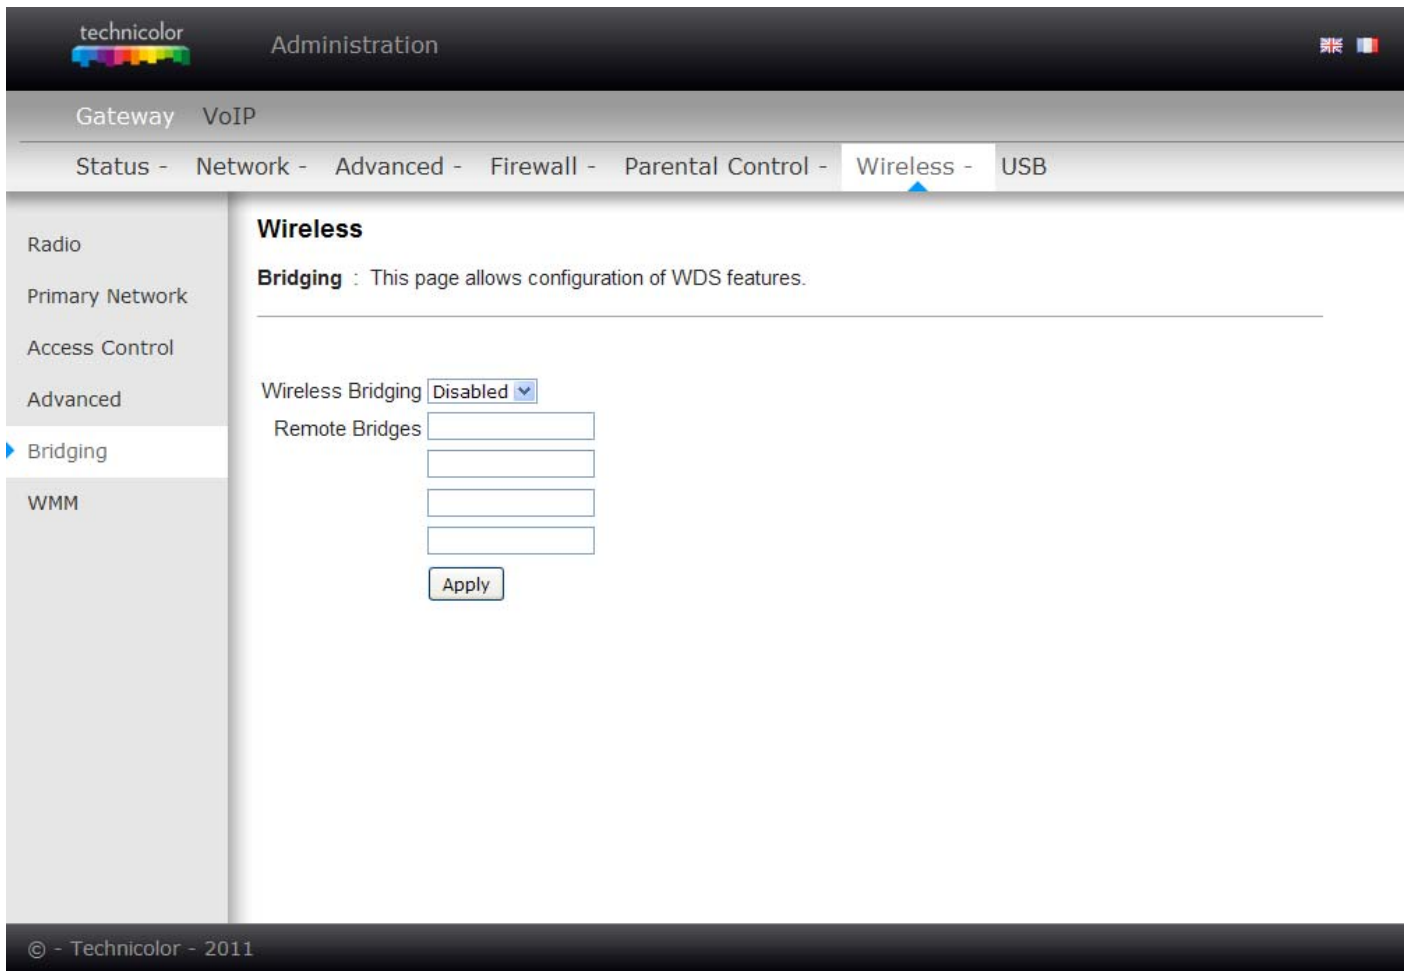 technicolor
Administration
Gateway VoIP
Status - Network - Advanced - Firewall - Parental Control - Wireless - USB
Radio
Primary Network
Access Control
Advanced
Bridging
WMM
Wireless
Bridging : This page allows configuration of WDS features.
Wireless Bridging Disabled
Remote Bridges
Apply
© - Technicolor - 2011